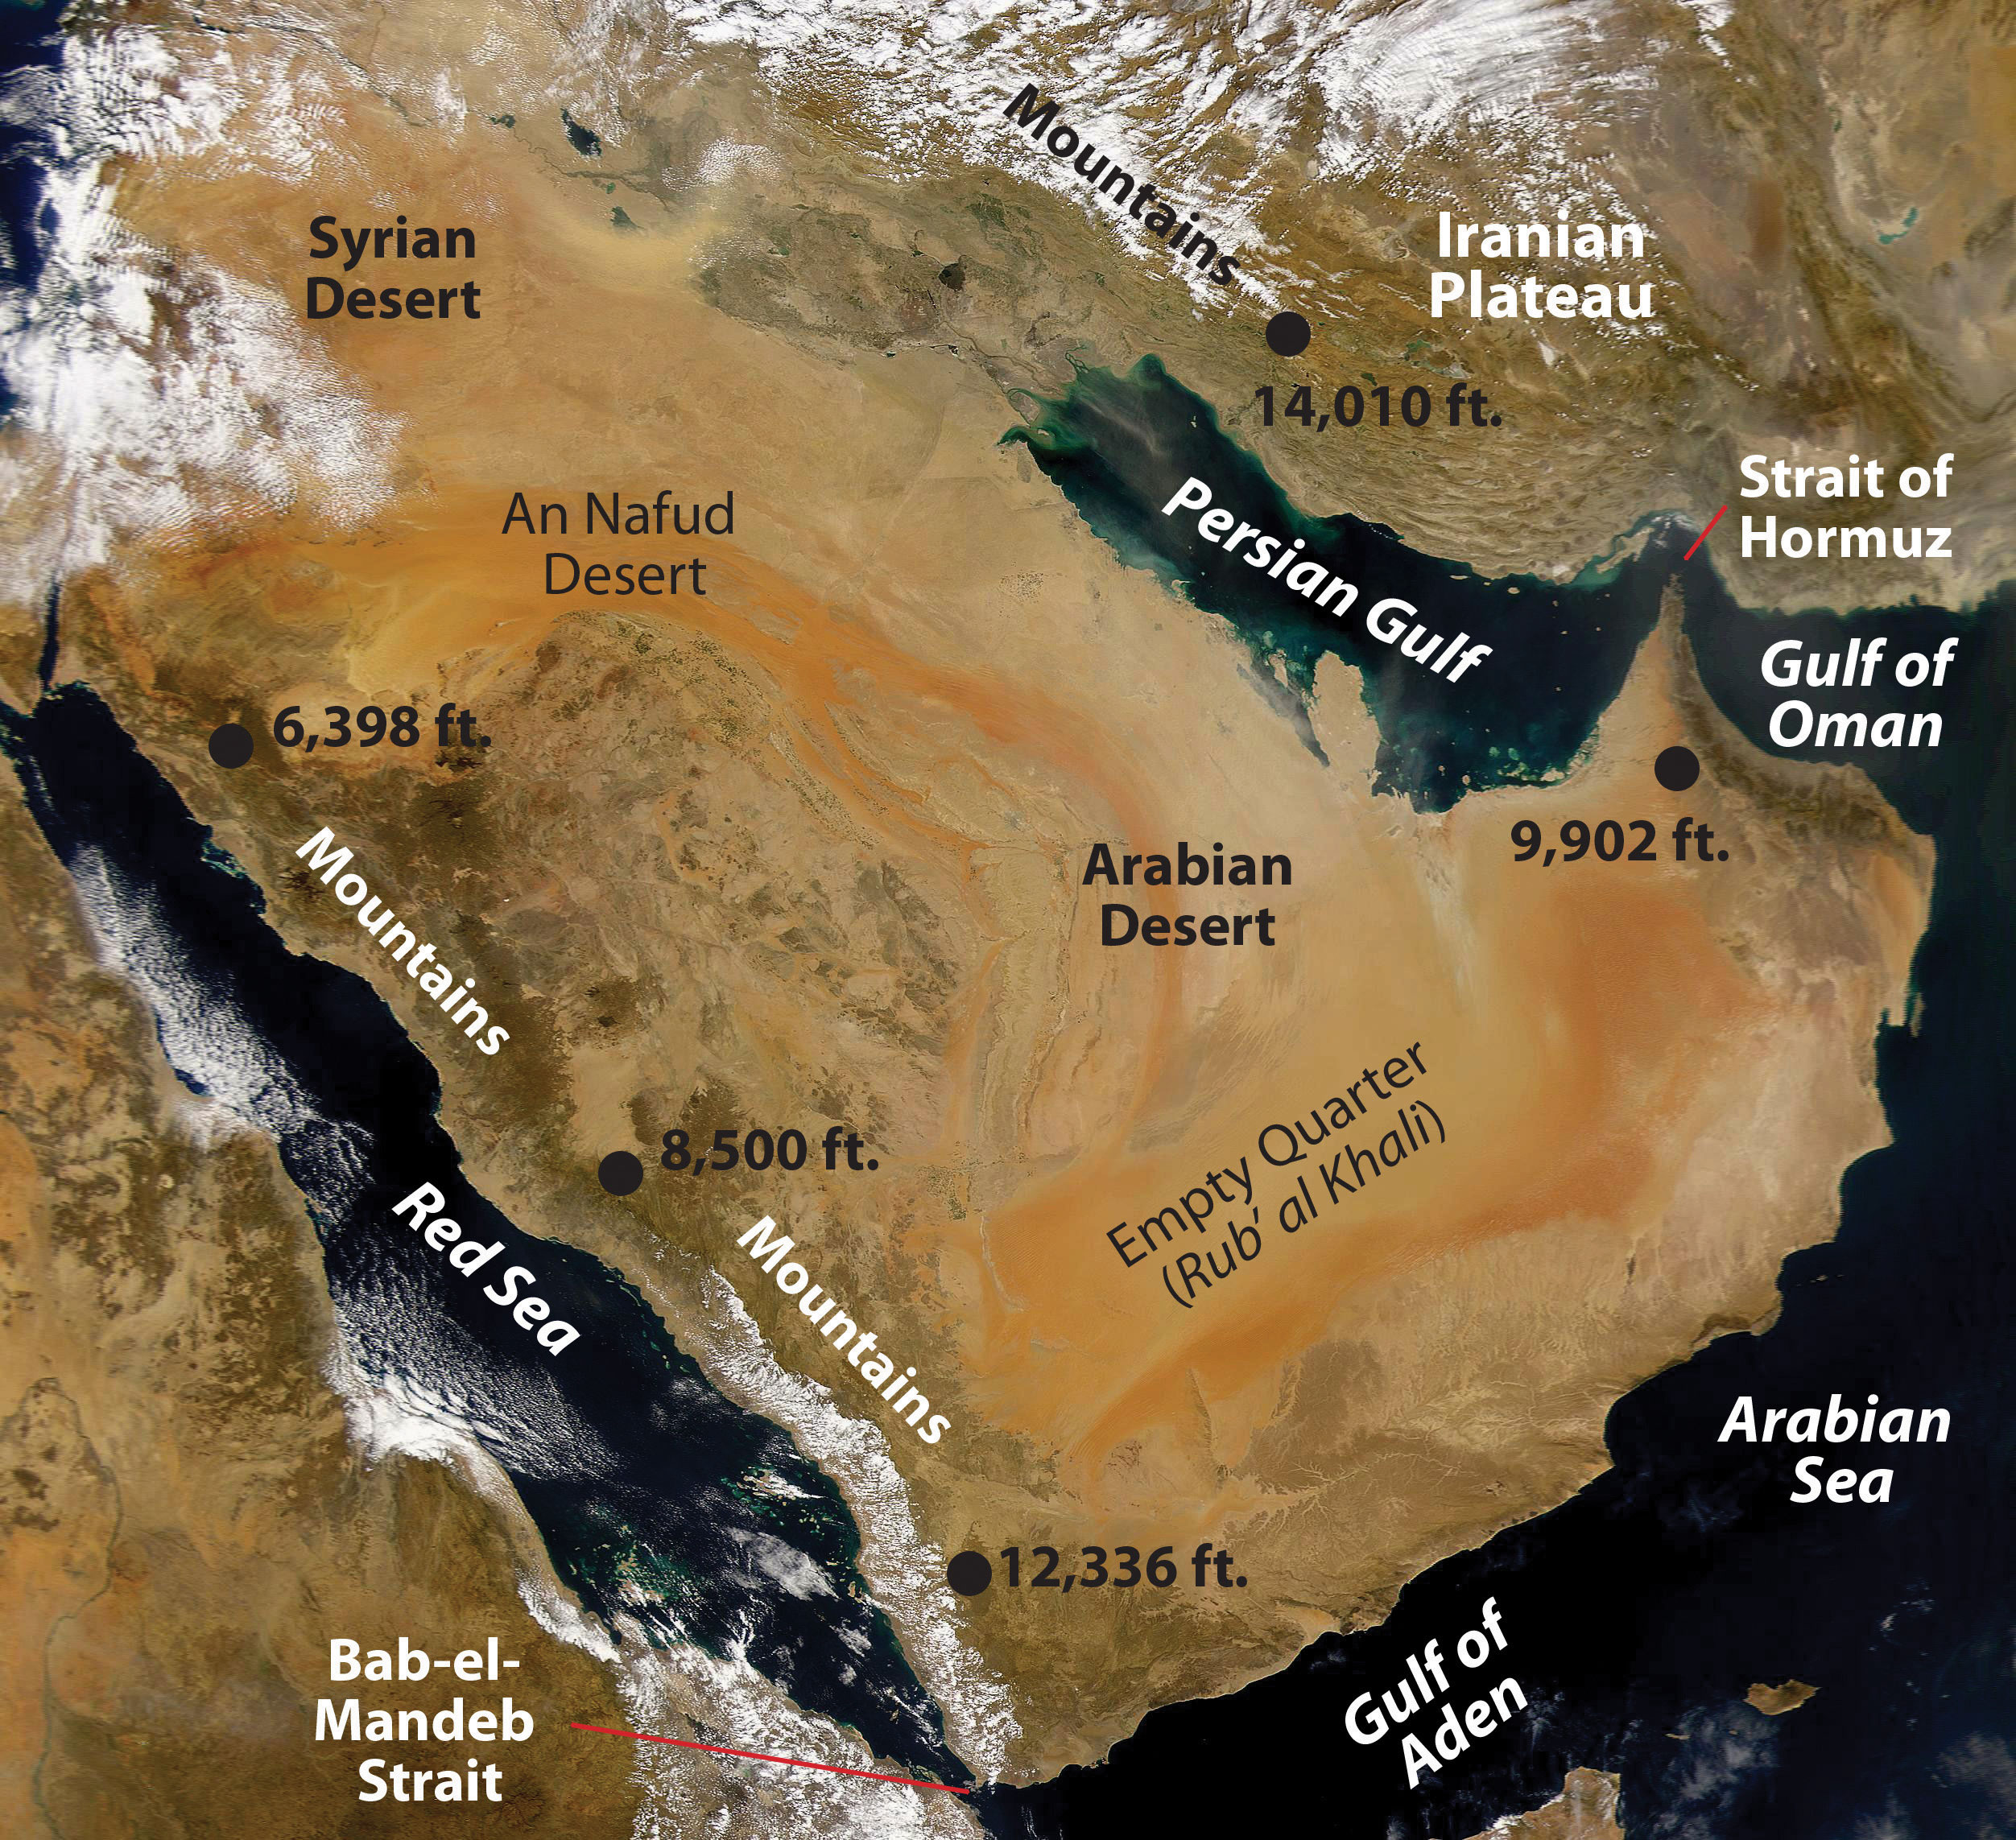 Mountains
Syrian
Desert
Iranian
Plateau
14,010 ft.
Strait of
Hormuz
An Nafud
Desert
Persian Gulf
Gulf of
Oman
6,398 ft.
9,902 ft.
Mountains
Arabian
Desert
Empty Quarter
(Rub' al Khali)
8,500 ft.
Red Sea
Mountains
Arabian
Sea
12,336 ft.
Bab-el-
Mandeb
Strait
Gulf of
Aden